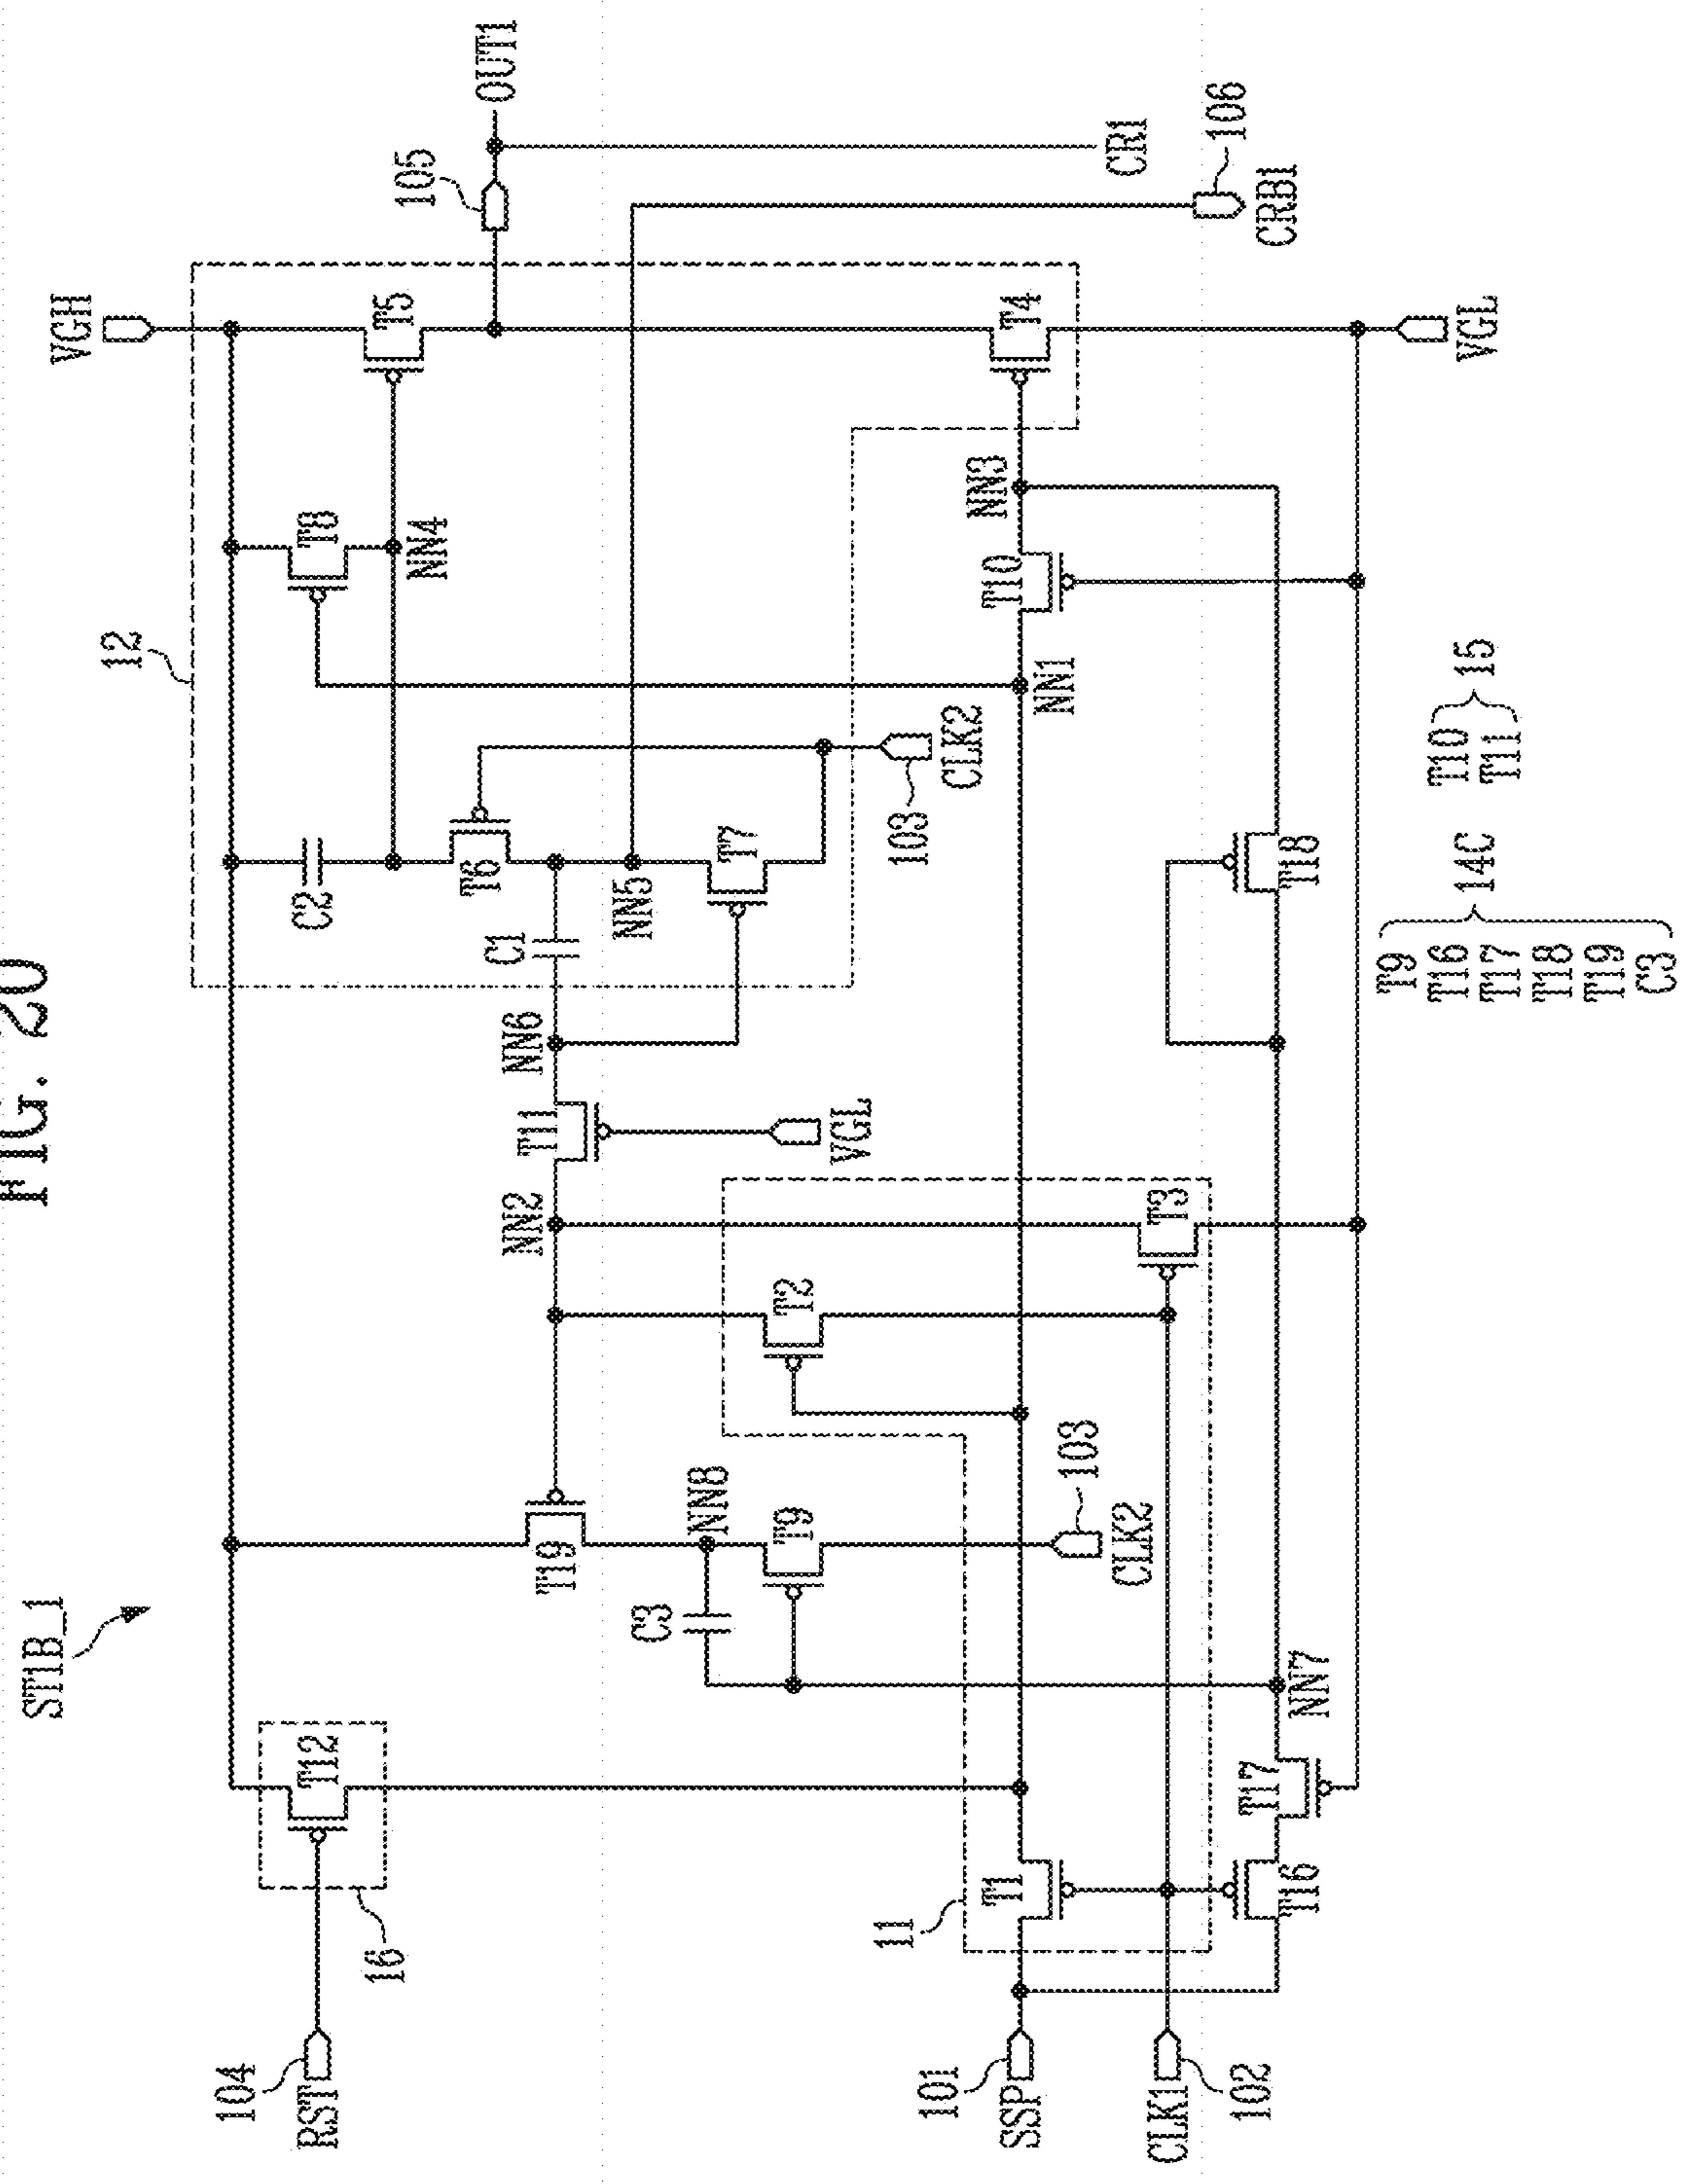 FIG. 20
ST1B_1
VGH
12
T12
T19
C2
T8
T5
NN4
105
OUT1
104
RST
16
C3
NN8
T9
NN2
T11
NN6
C1
T6
NN5
T7
VGL
T2
103
CLK2
103
CLK2
11
T1
T3
NN1
T10
NN3
T4
CR1
106
CRB1
101
SSP
CLK1
102
T16
T17
NN7
T18
VGL
T9
T16
T17
T18
T19
C3
14C
T10
T11
15